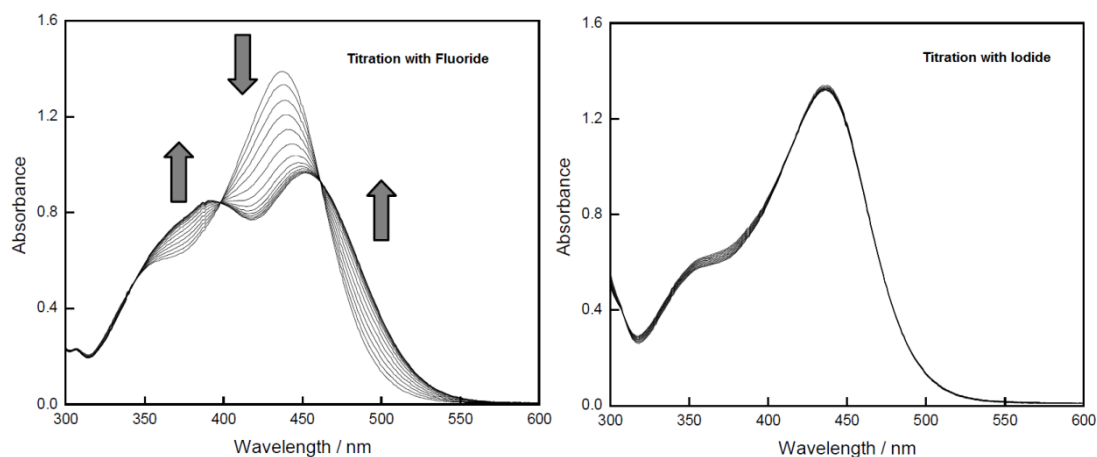 1.6
Titration with Fluoride
1.2
0.8
0.4
0.0
300 350 400 450 500 550 600
Absorbance
Wavelength / nm
1.6
Titration with Iodide
1.2
0.8
0.4
0.0
300 350 400 450 500 550 600
Absorbance
Wavelength / nm